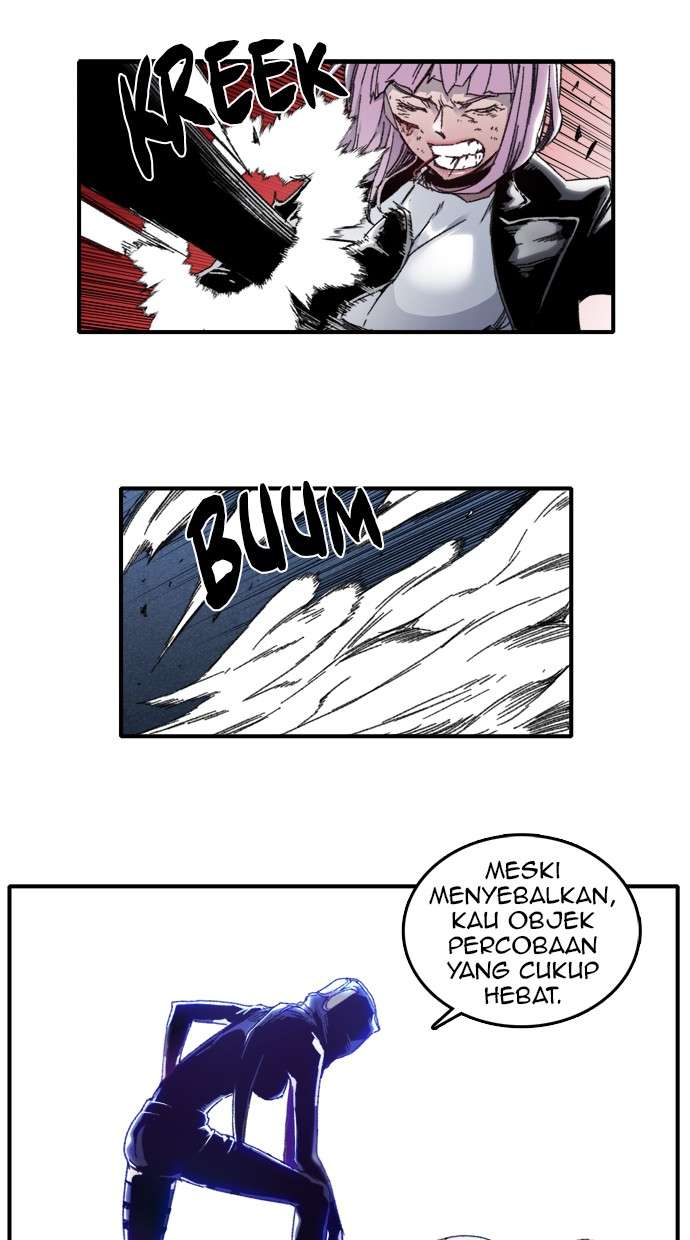 KREEK
BUUM
MESKI
MENYEBALKAN,
KAU OBJEK
PERCOBAAN
YANG CUKUP
HEBAT.